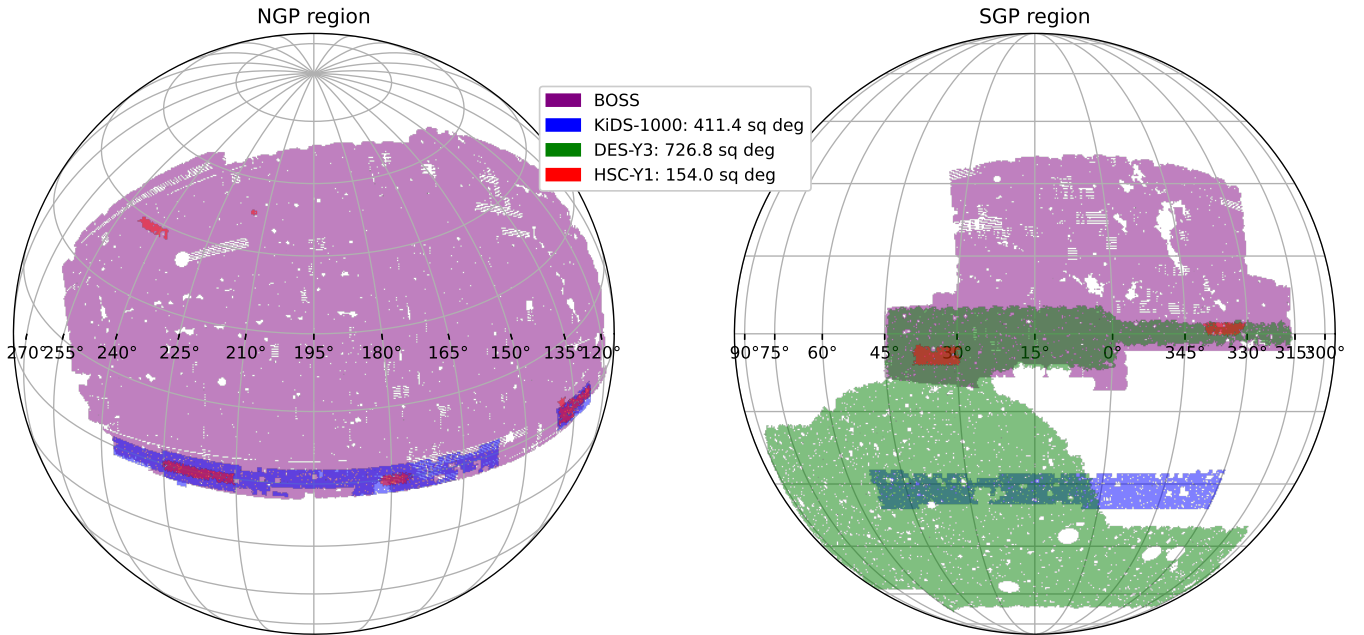 NGP region
SGP region
BOSS
KiDS-1000: 411.4 sq deg
DES-Y3: 726.8 sq deg
HSC-Y1: 154.0 sq deg
270° 255° 240° 225° 210° 195° 180° 165° 150° 135° 120°
90° 75° 60° 45° 30° 15° 0° 345° 330° 315° 300°